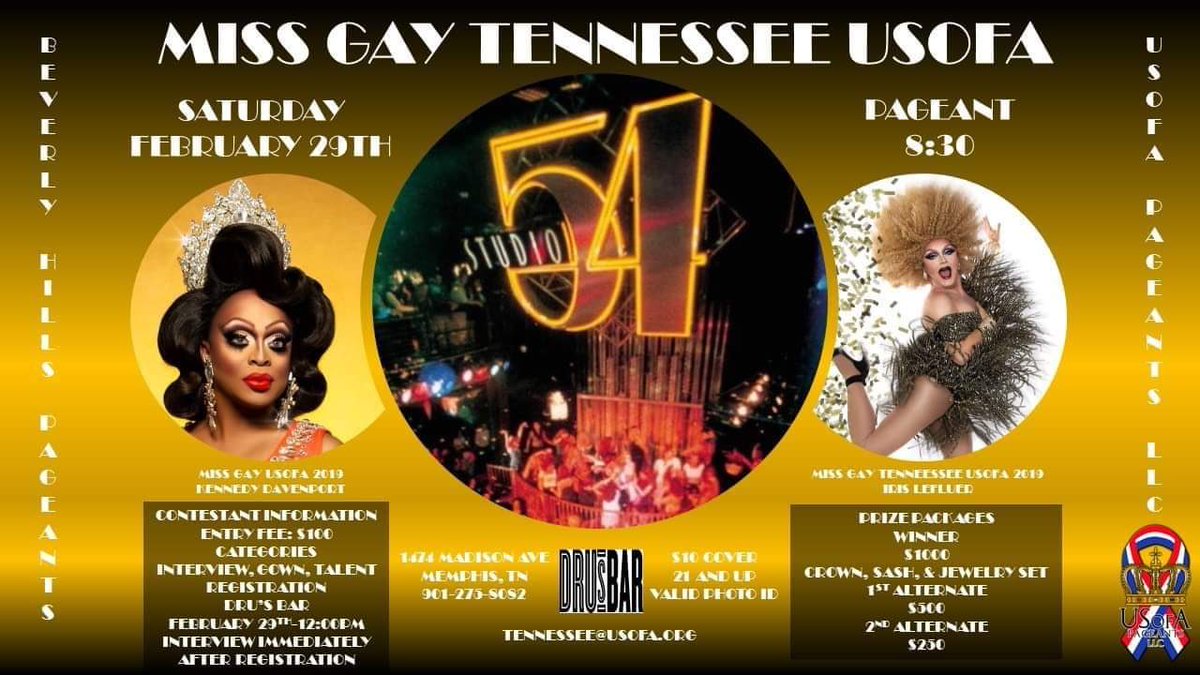 MISS GAY TENNESSEE USOFA
BEVERLY HILLS PAGEANTS
SATURDAY
FEBRUARY 29TH
STUDIO
54
PAGEANT
8:30
USOFA PAGEANTS LLC
MISS GAY USOFA 2019
KENNEDY DAVENPORT
MISS GAY TENNEESSEE USOFA 2019
IRIS LEFLUER
CONTESTANT INFORMATION
ENTRY FEE: $100
CATEGORIES
INTERVIEW, GOWN, TALENT
REGISTRATION
DRU'S BAR
FEBRUARY 29TH-12:00PM
INTERVIEW IMMEDIATELY
AFTER REGISTRATION
1474 MADISON AVE
MEMPHIS, TN
901-275-8082
DRUSBAR
$10 COVER
21 AND UP
VALID PHOTO ID
TENNESSEE@USOFA.ORG
PRIZE PACKAGES
WINNER
$1000
CROWN, SASH, & JEWELRY SET
1ST ALTERNATE
$500
2ND ALTERNATE
$250
USofA
PAGEANTS
LLC